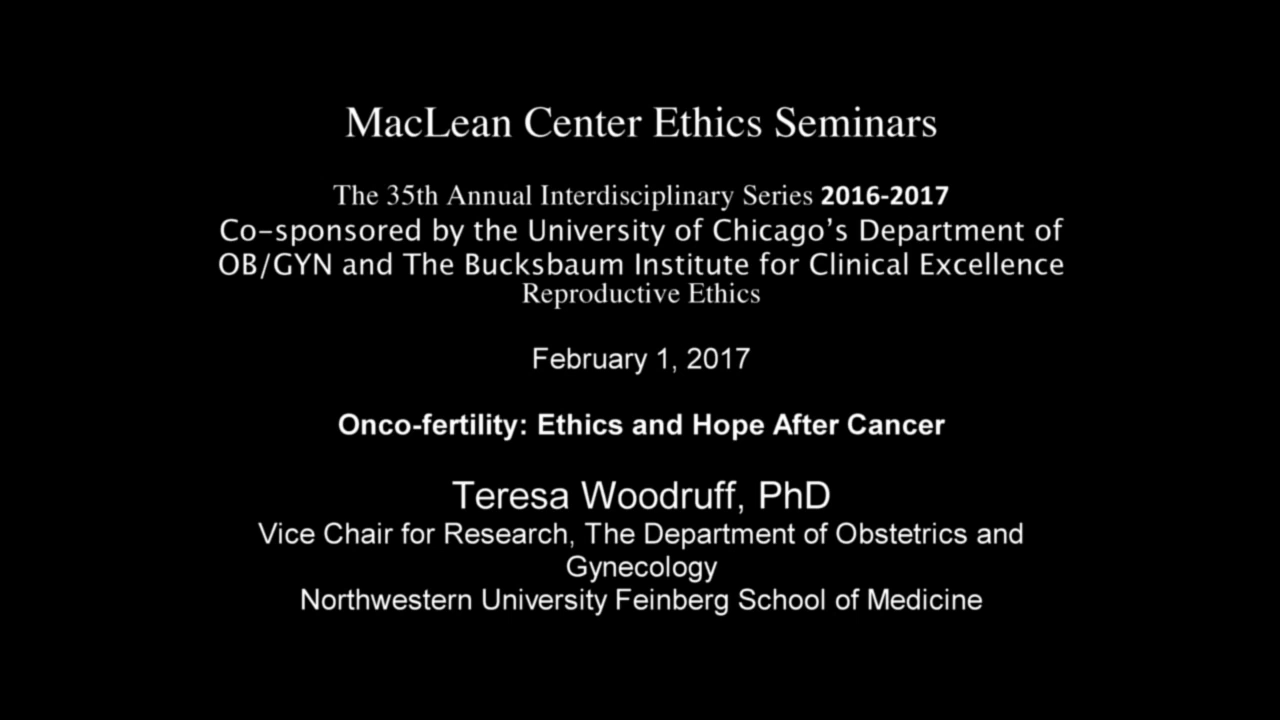 MacLean Center Ethics Seminars
The 35th Annual Interdisciplinary Series 2016-2017
Co-sponsored by the University of Chicago’s Department of
OB/GYN and The Bucksbaum Institute for Clinical Excellence
Reproductive Ethics
February 1, 2017
Onco-fertility: Ethics and Hope After Cancer
Teresa Woodruff, PhD
Vice Chair for Research, The Department of Obstetrics and
Gynecology
Northwestern University Feinberg School of Medicine